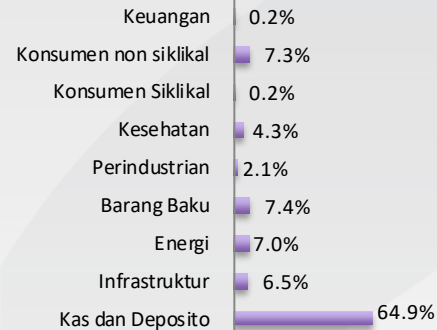 Keuangan 0.2%
Konsumen non siklikal 7.3%
Konsumen Siklikal 0.2%
Kesehatan 4.3%
Perindustrian 2.1%
Barang Baku 7.4%
Energi 7.0%
Infrastruktur 6.5%
Kas dan Deposito 64.9%